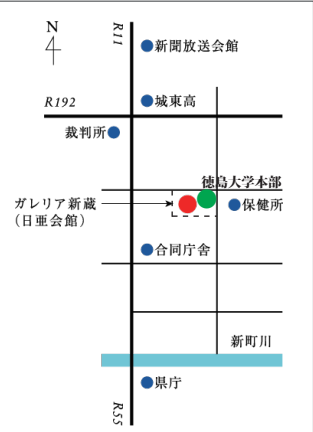 N
R11
新聞放送会館
R192
城東高
裁判所
徳島大学本部
ガレリア新蔵
(日亜会館)
保健所
合同庁舎
新町川
県庁
R55